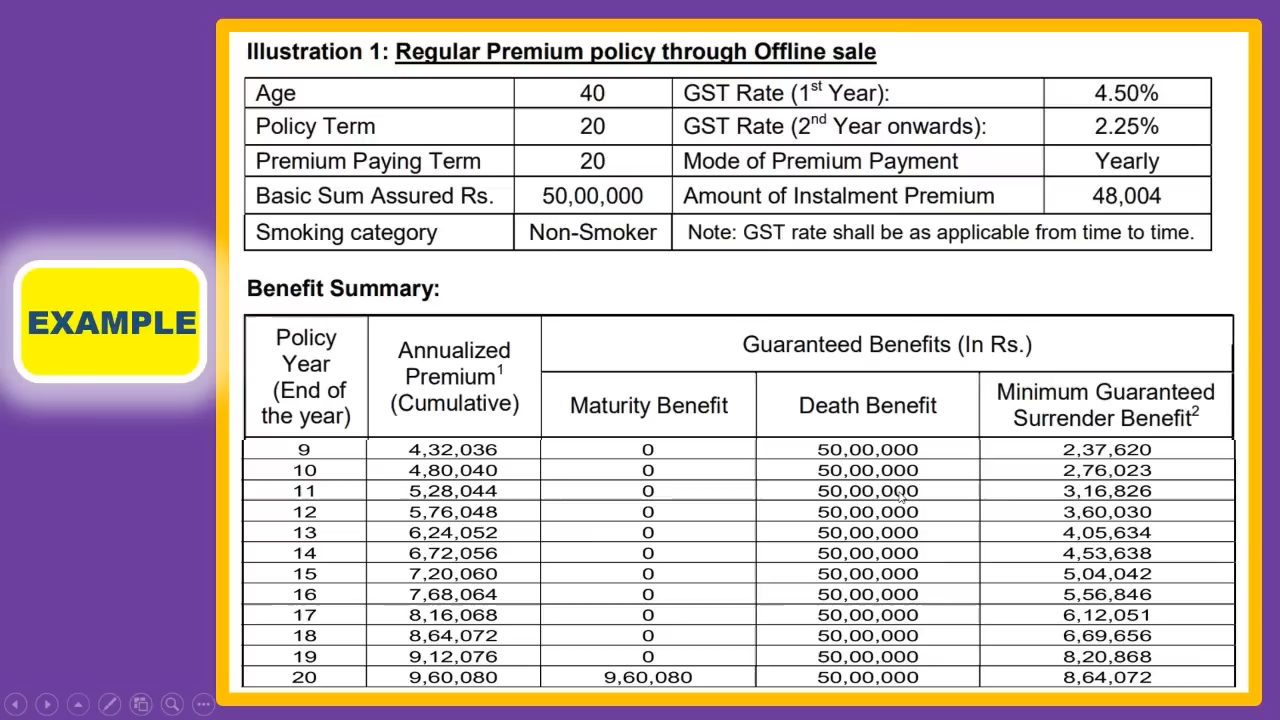 Illustration 1: Regular Premium policy through Offline sale
Age 40 GST Rate (1st Year): 4.50%
Policy Term 20 GST Rate (2nd Year onwards): 2.25%
Premium Paying Term 20 Mode of Premium Payment Yearly
Basic Sum Assured Rs. 50,00,000 Amount of Instalment Premium 48,004
Smoking category Non-Smoker Note: GST rate shall be as applicable from time to time.
EXAMPLE
Benefit Summary:
Policy
Year
(End of
the year)
Annualized
Premium1
(Cumulative)
Guaranteed Benefits (In Rs.)
Maturity Benefit
Death Benefit
Minimum Guaranteed
Surrender Benefit2
9 4,32,036 0 50,00,000 2,37,620
10 4,80,040 0 50,00,000 2,76,023
11 5,28,044 0 50,00,000 3,16,826
12 5,76,048 0 50,00,000 3,60,030
13 6,24,052 0 50,00,000 4,05,634
14 6,72,056 0 50,00,000 4,53,638
15 7,20,060 0 50,00,000 5,04,042
16 7,68,064 0 50,00,000 5,56,846
17 8,16,068 0 50,00,000 6,12,051
18 8,64,072 0 50,00,000 6,69,656
19 9,12,076 0 50,00,000 8,20,868
20 9,60,080 9,60,080 50,00,000 8,64,072